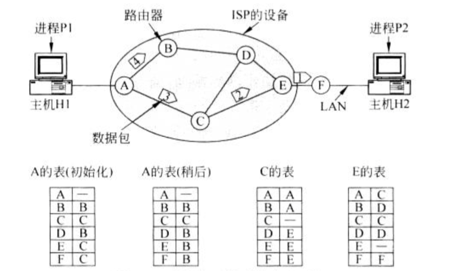 路由器
ISP的设备
进程P1
进程P2
B
D
4
1
A
E
F
3
2
C
主机H1
LAN
主机H2
数据包
A的表(初始化)
A的表(稍后)
C的表
E的表
A — A — A A A C
B B B B B A B D
C C C C C — C C
D B D B D E D D
E C E B E E E —
F C F B F E F F